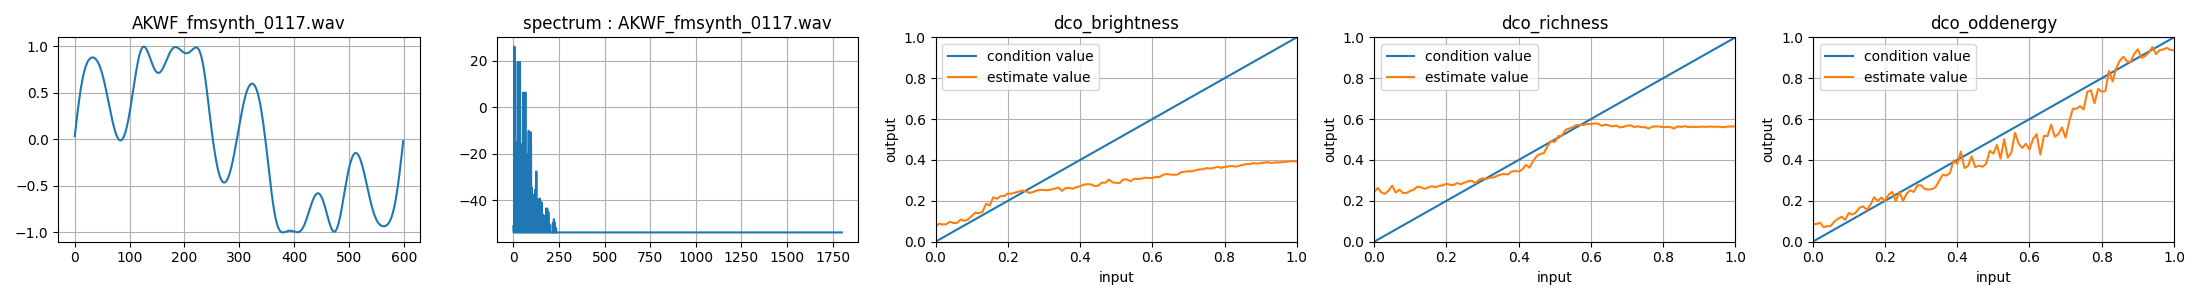 AKWF_fmsynth_0117.wav
1.0
0.5
0.0
−0.5
−1.0
0 100 200 300 400 500 600
spectrum : AKWF_fmsynth_0117.wav
20
0
−20
−40
0 250 500 750 1000 1250 1500 1750
dco_brightness
condition value
estimate value
output
1.0
0.8
0.6
0.4
0.2
0.0
0.0 0.2 0.4 0.6 0.8 1.0
input
dco_richness
condition value
estimate value
output
1.0
0.8
0.6
0.4
0.2
0.0
0.0 0.2 0.4 0.6 0.8 1.0
input
dco_oddenergy
condition value
estimate value
output
1.0
0.8
0.6
0.4
0.2
0.0
0.0 0.2 0.4 0.6 0.8 1.0
input